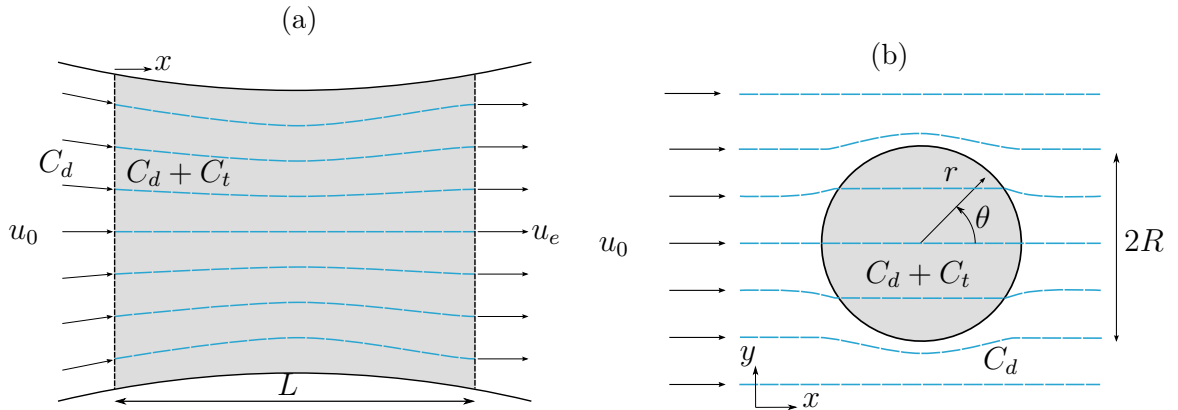 (a)
x
C_d
C_d + C_t
u_0
u_e
L
(b)
r
θ
u_0
2R
C_d + C_t
C_d
y
x